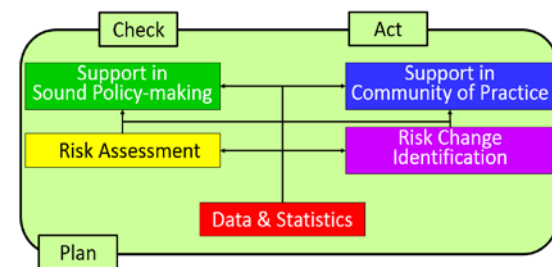 Check
Act
Support in
Sound Policy-making
Support in
Community of Practice
Risk Assessment
Risk Change
Identification
Data & Statistics
Plan